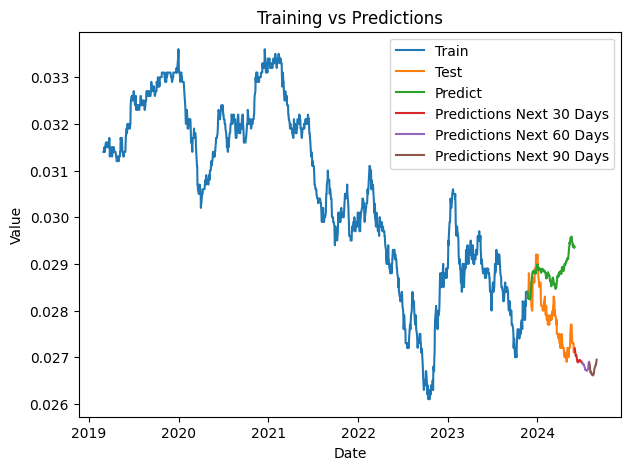 Training vs Predictions
Train
Test
Predict
Predictions Next 30 Days
Predictions Next 60 Days
Predictions Next 90 Days
Value
0.033
0.032
0.031
0.030
0.029
0.028
0.027
0.026
2019
2020
2021
2022
2023
2024
Date